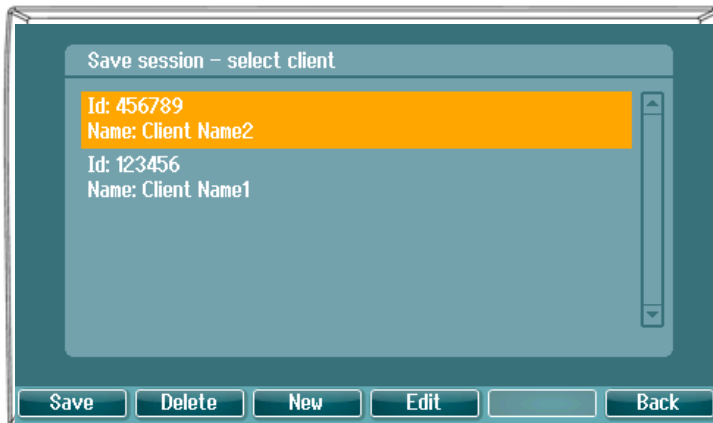 Save session – select client
Id: 456789
Name: Client Name2
Id: 123456
Name: Client Name1
Save Delete New Edit Back